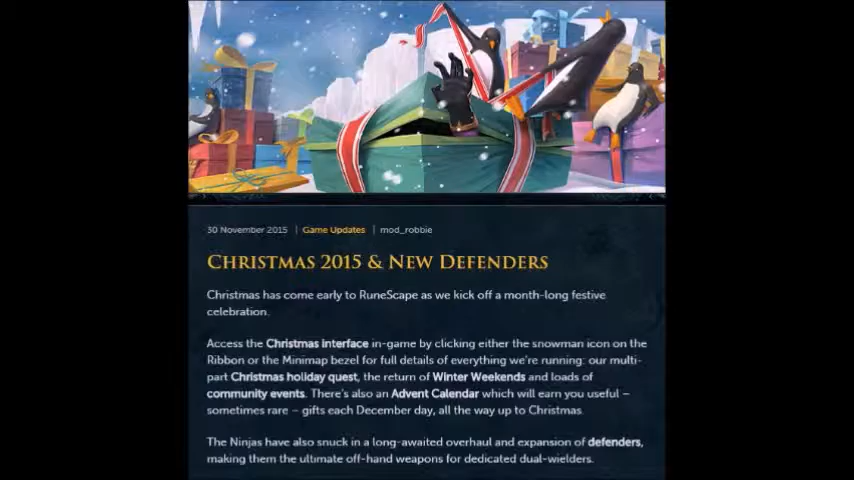 30 November 2015 | Game Updates | mod_robbie
Christmas 2015 & New Defenders
Christmas has come early to RuneScape as we kick off a month-long festive
celebration.
Access the Christmas interface in-game by clicking either the snowman icon on the
Ribbon or the Minimap bezel for full details of everything we're running: our multi-
part Christmas holiday quest, the return of Winter Weekends and loads of
community events. There's also an Advent Calendar which will earn you useful –
sometimes rare – gifts each December day, all the way up to Christmas.
The Ninjas have also snuck in a long-awaited overhaul and expansion of defenders,
making them the ultimate off-hand weapons for dedicated dual-wielders.